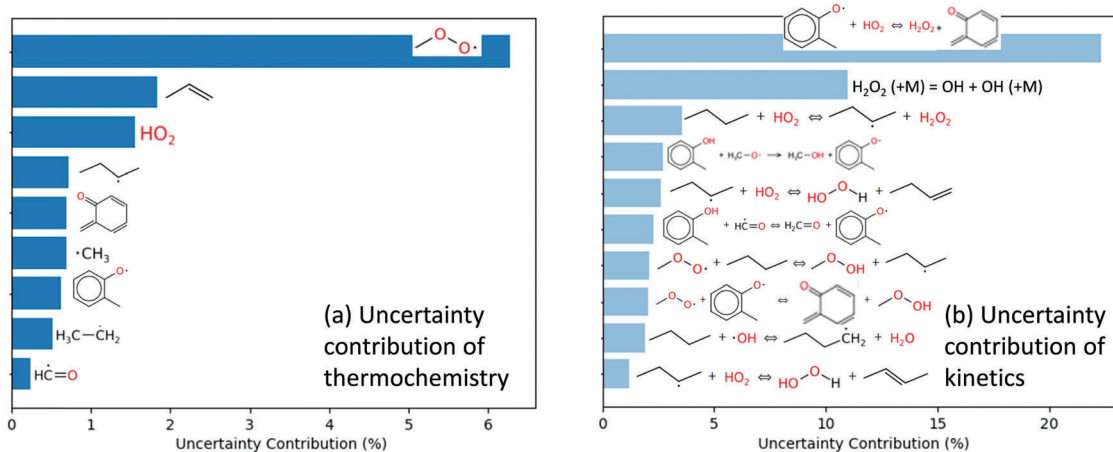 O
O·
HO₂
O
·CH₃
O·
H₃C–ĊH₂
HĊ=O
(a) Uncertainty
contribution of
thermochemistry
0 1 2 3 4 5 6
Uncertainty Contribution (%)
O· + HO₂ ⇔ H₂O₂ + O
H₂O₂ (+M) = OH + OH (+M)
+ HO₂ ⇔ + H₂O₂
OH + H₃C–O· → H₃C–OH + O·
+ HO₂ ⇔ HO O H +
OH + HĊ=O ⇔ H₂C=O + O·
O O· + ⇔ O OH +
O O· + O· ⇔ O + O OH
+ ·OH ⇔ ĊH₂ + H₂O
+ HO₂ ⇔ HO O H +
(b) Uncertainty
contribution of
kinetics
0 5 10 15 20
Uncertainty Contribution (%)